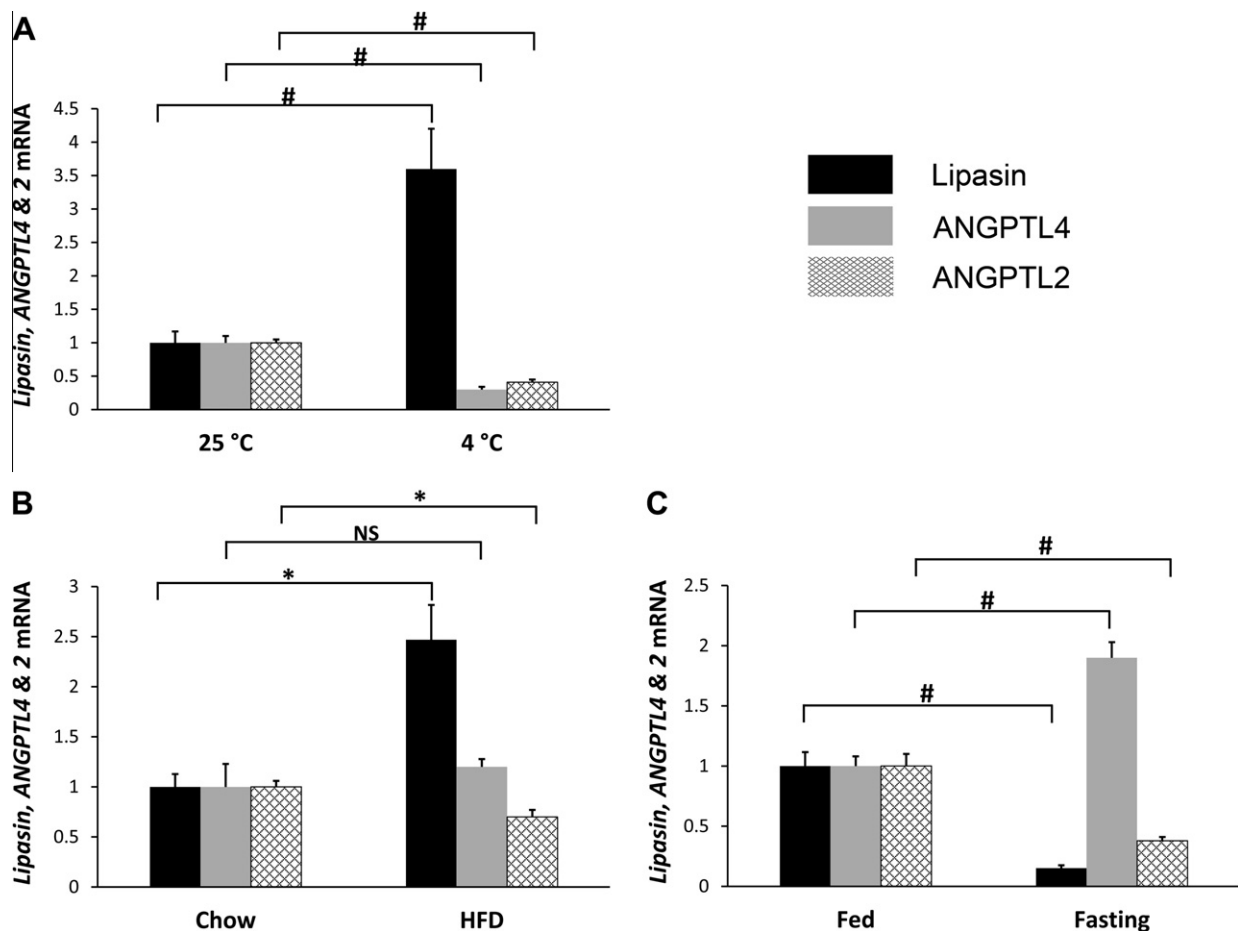 A
#
#
#
Lipasin, ANGPTL4 & 2 mRNA
4.5
4
3.5
3
2.5
2
1.5
1
0.5
0
25 °C 4 °C
Lipasin
ANGPTL4
ANGPTL2
B
*
NS
*
Lipasin, ANGPTL4 & 2 mRNA
3
2.5
2
1.5
1
0.5
0
Chow HFD
C
#
#
#
Lipasin, ANGPTL4 & 2 mRNA
2.5
2
1.5
1
0.5
0
Fed Fasting